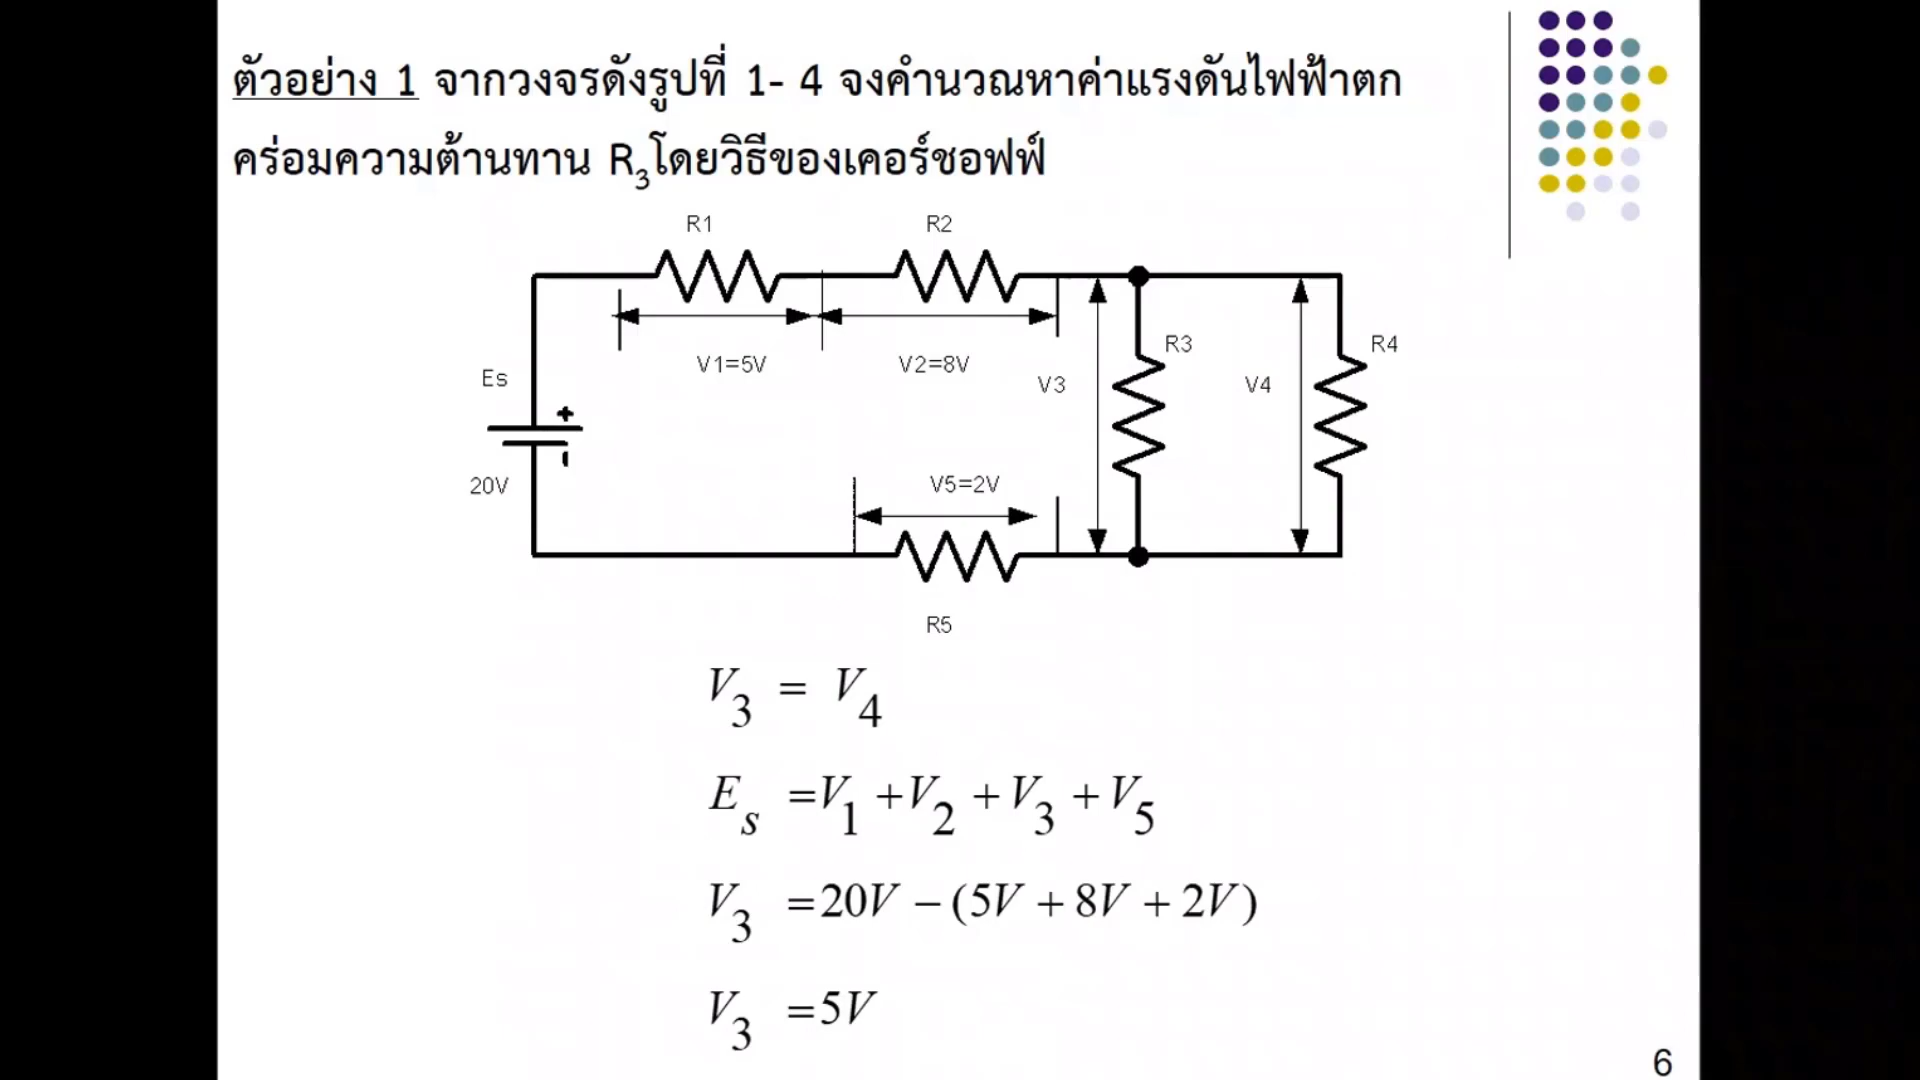 ตัวอย่าง 1 จากวงจรดังรูปที่ 1- 4 จงคำนวณหาค่าแรงดันไฟฟ้าตก
คร่อมความต้านทาน R3โดยวิธีของเคอร์ชอฟฟ์
R1
R2
V1=5V
V2=8V
R3
R4
V3
V4
Es
+
-
20V
V5=2V
R5
V3 = V4
Es =V1 +V2 +V3 +V5
V3 =20V −(5V +8V +2V)
V3 =5V
6